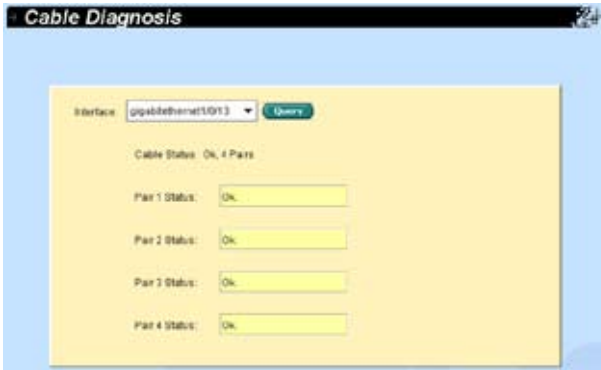 Cable Diagnosis
Interface gigabitethernet1/0/13 Query
Cable Status: Ok, 4 Pairs
Pair 1 Status: Ok.
Pair 2 Status: Ok.
Pair 3 Status: Ok.
Pair 4 Status: Ok.